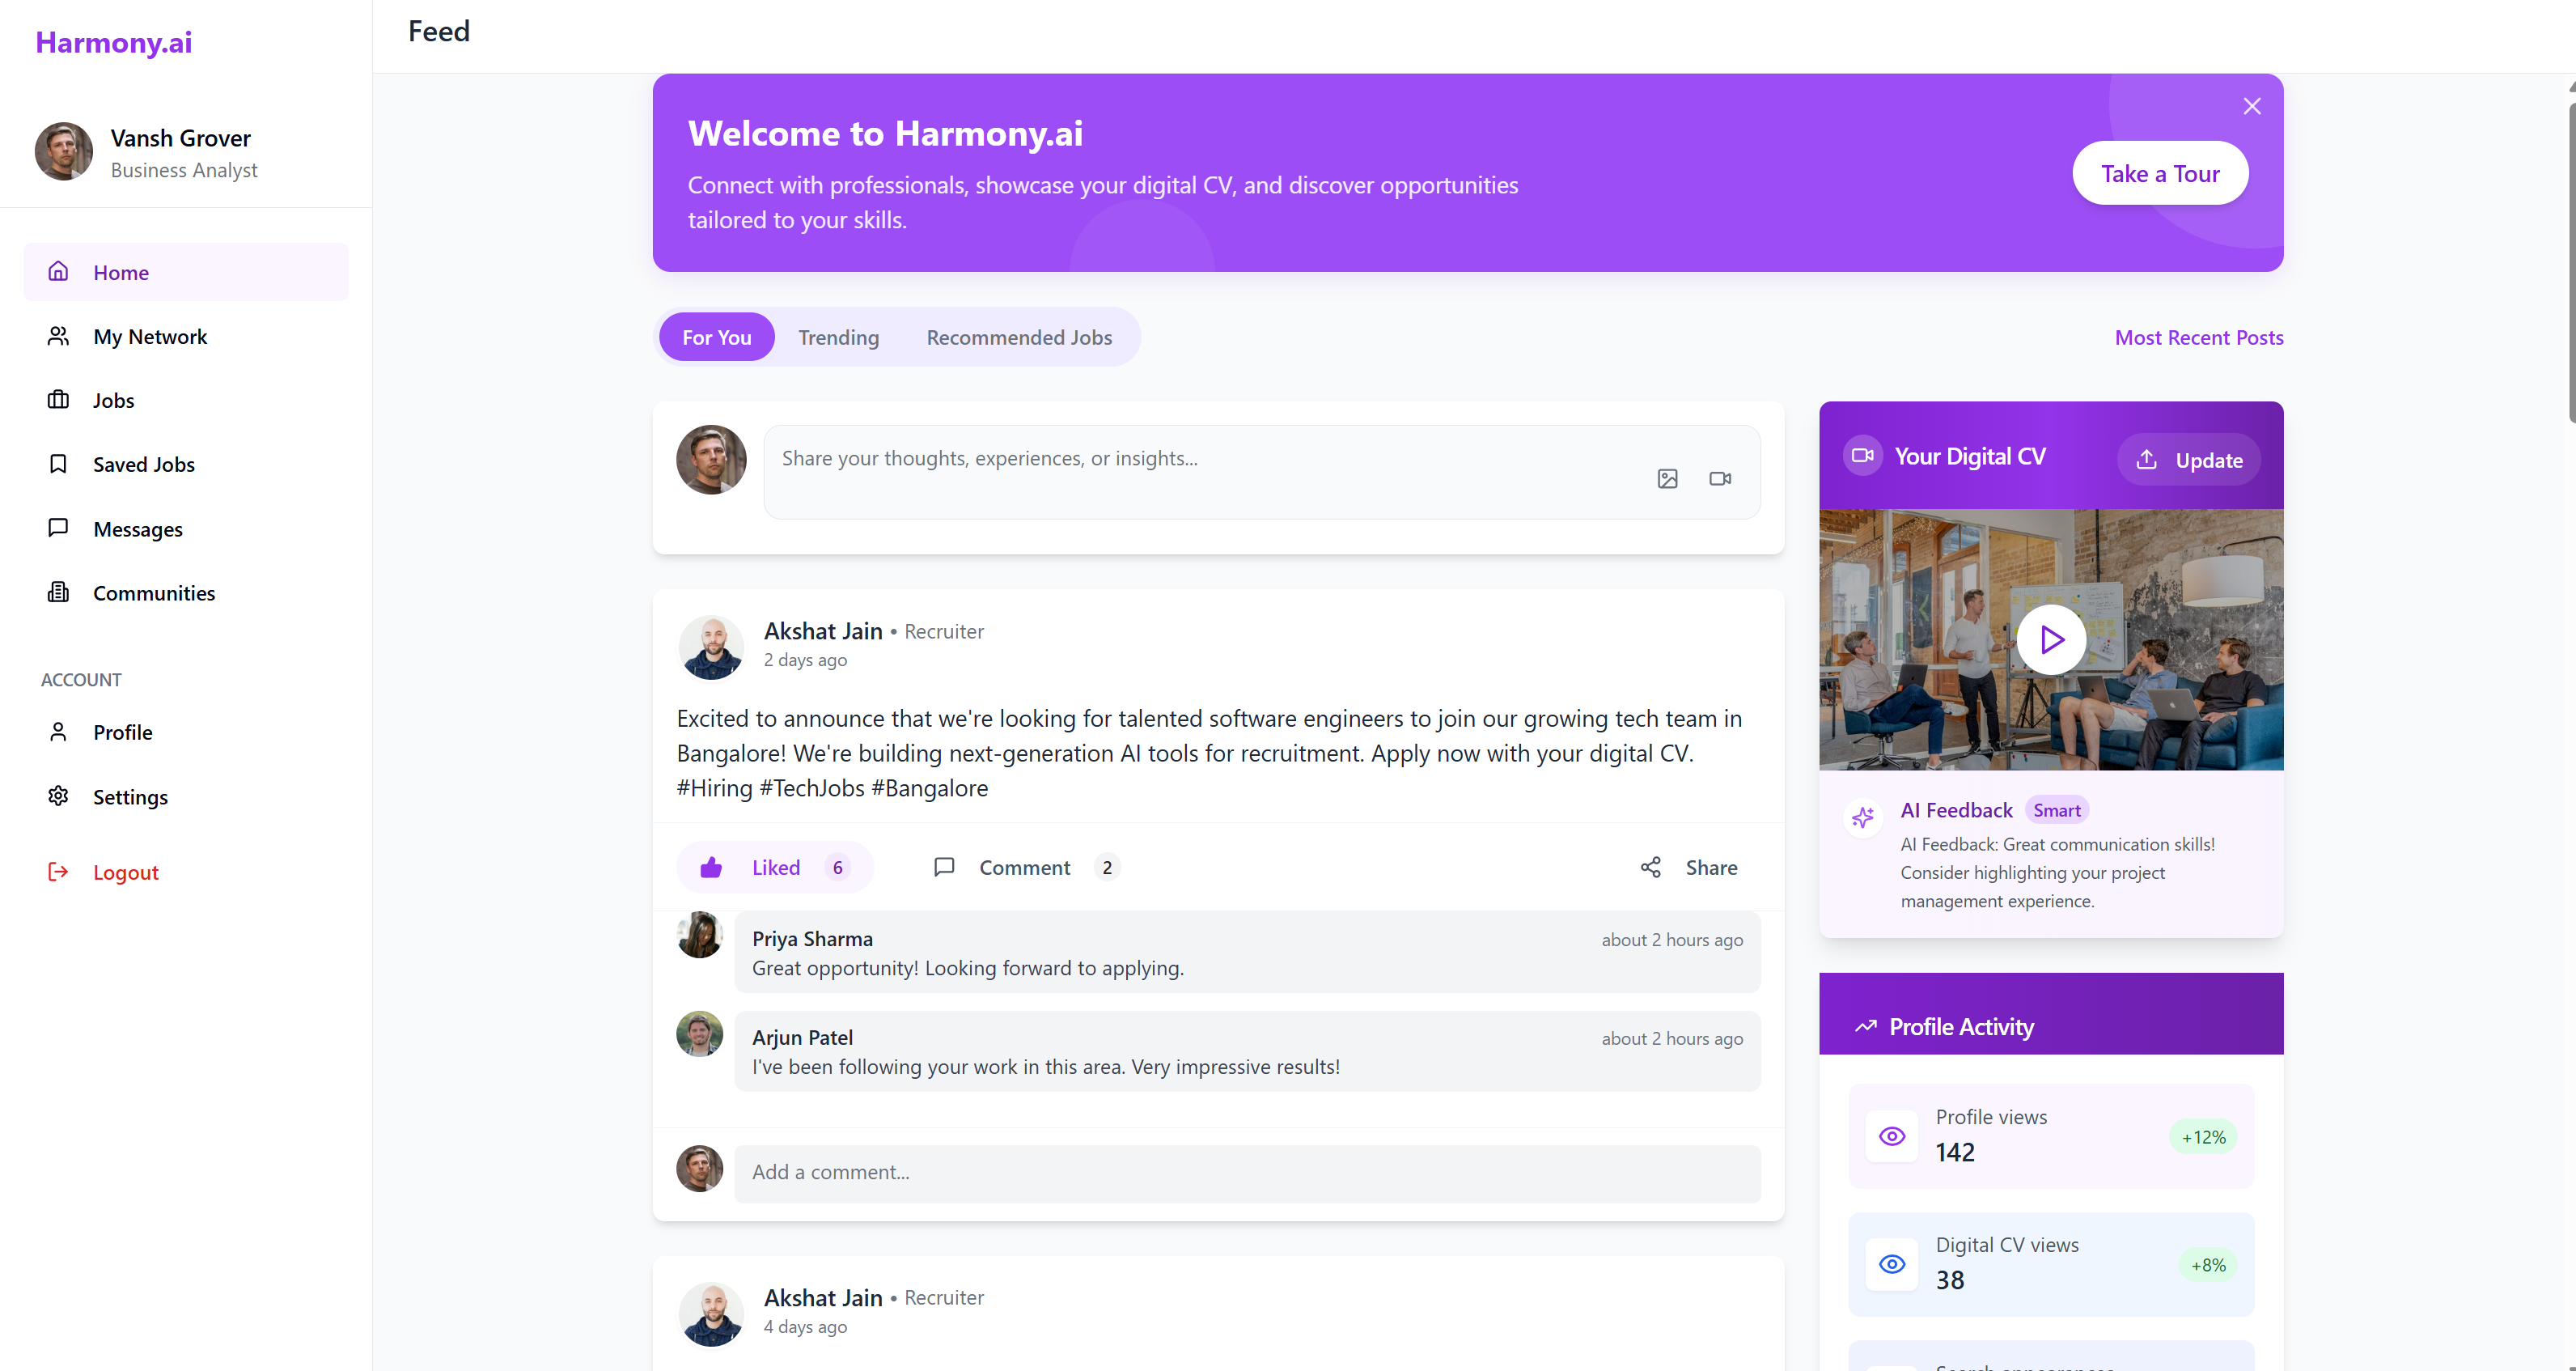 Harmony.ai
Vansh Grover
Business Analyst
Home
My Network
Jobs
Saved Jobs
Messages
Communities
ACCOUNT
Profile
Settings
Logout
Feed
Welcome to Harmony.ai
Connect with professionals, showcase your digital CV, and discover opportunities
tailored to your skills.
Take a Tour
For You
Trending
Recommended Jobs
Most Recent Posts
Share your thoughts, experiences, or insights...
Akshat Jain • Recruiter
2 days ago
Excited to announce that we're looking for talented software engineers to join our growing tech team in
Bangalore! We're building next-generation AI tools for recruitment. Apply now with your digital CV.
#Hiring #TechJobs #Bangalore
Liked 6
Comment 2
Share
Priya Sharma
about 2 hours ago
Great opportunity! Looking forward to applying.
Arjun Patel
about 2 hours ago
I've been following your work in this area. Very impressive results!
Add a comment...
Akshat Jain • Recruiter
4 days ago
Your Digital CV
Update
AI Feedback Smart
AI Feedback: Great communication skills!
Consider highlighting your project
management experience.
Profile Activity
Profile views
142
+12%
Digital CV views
38
+8%